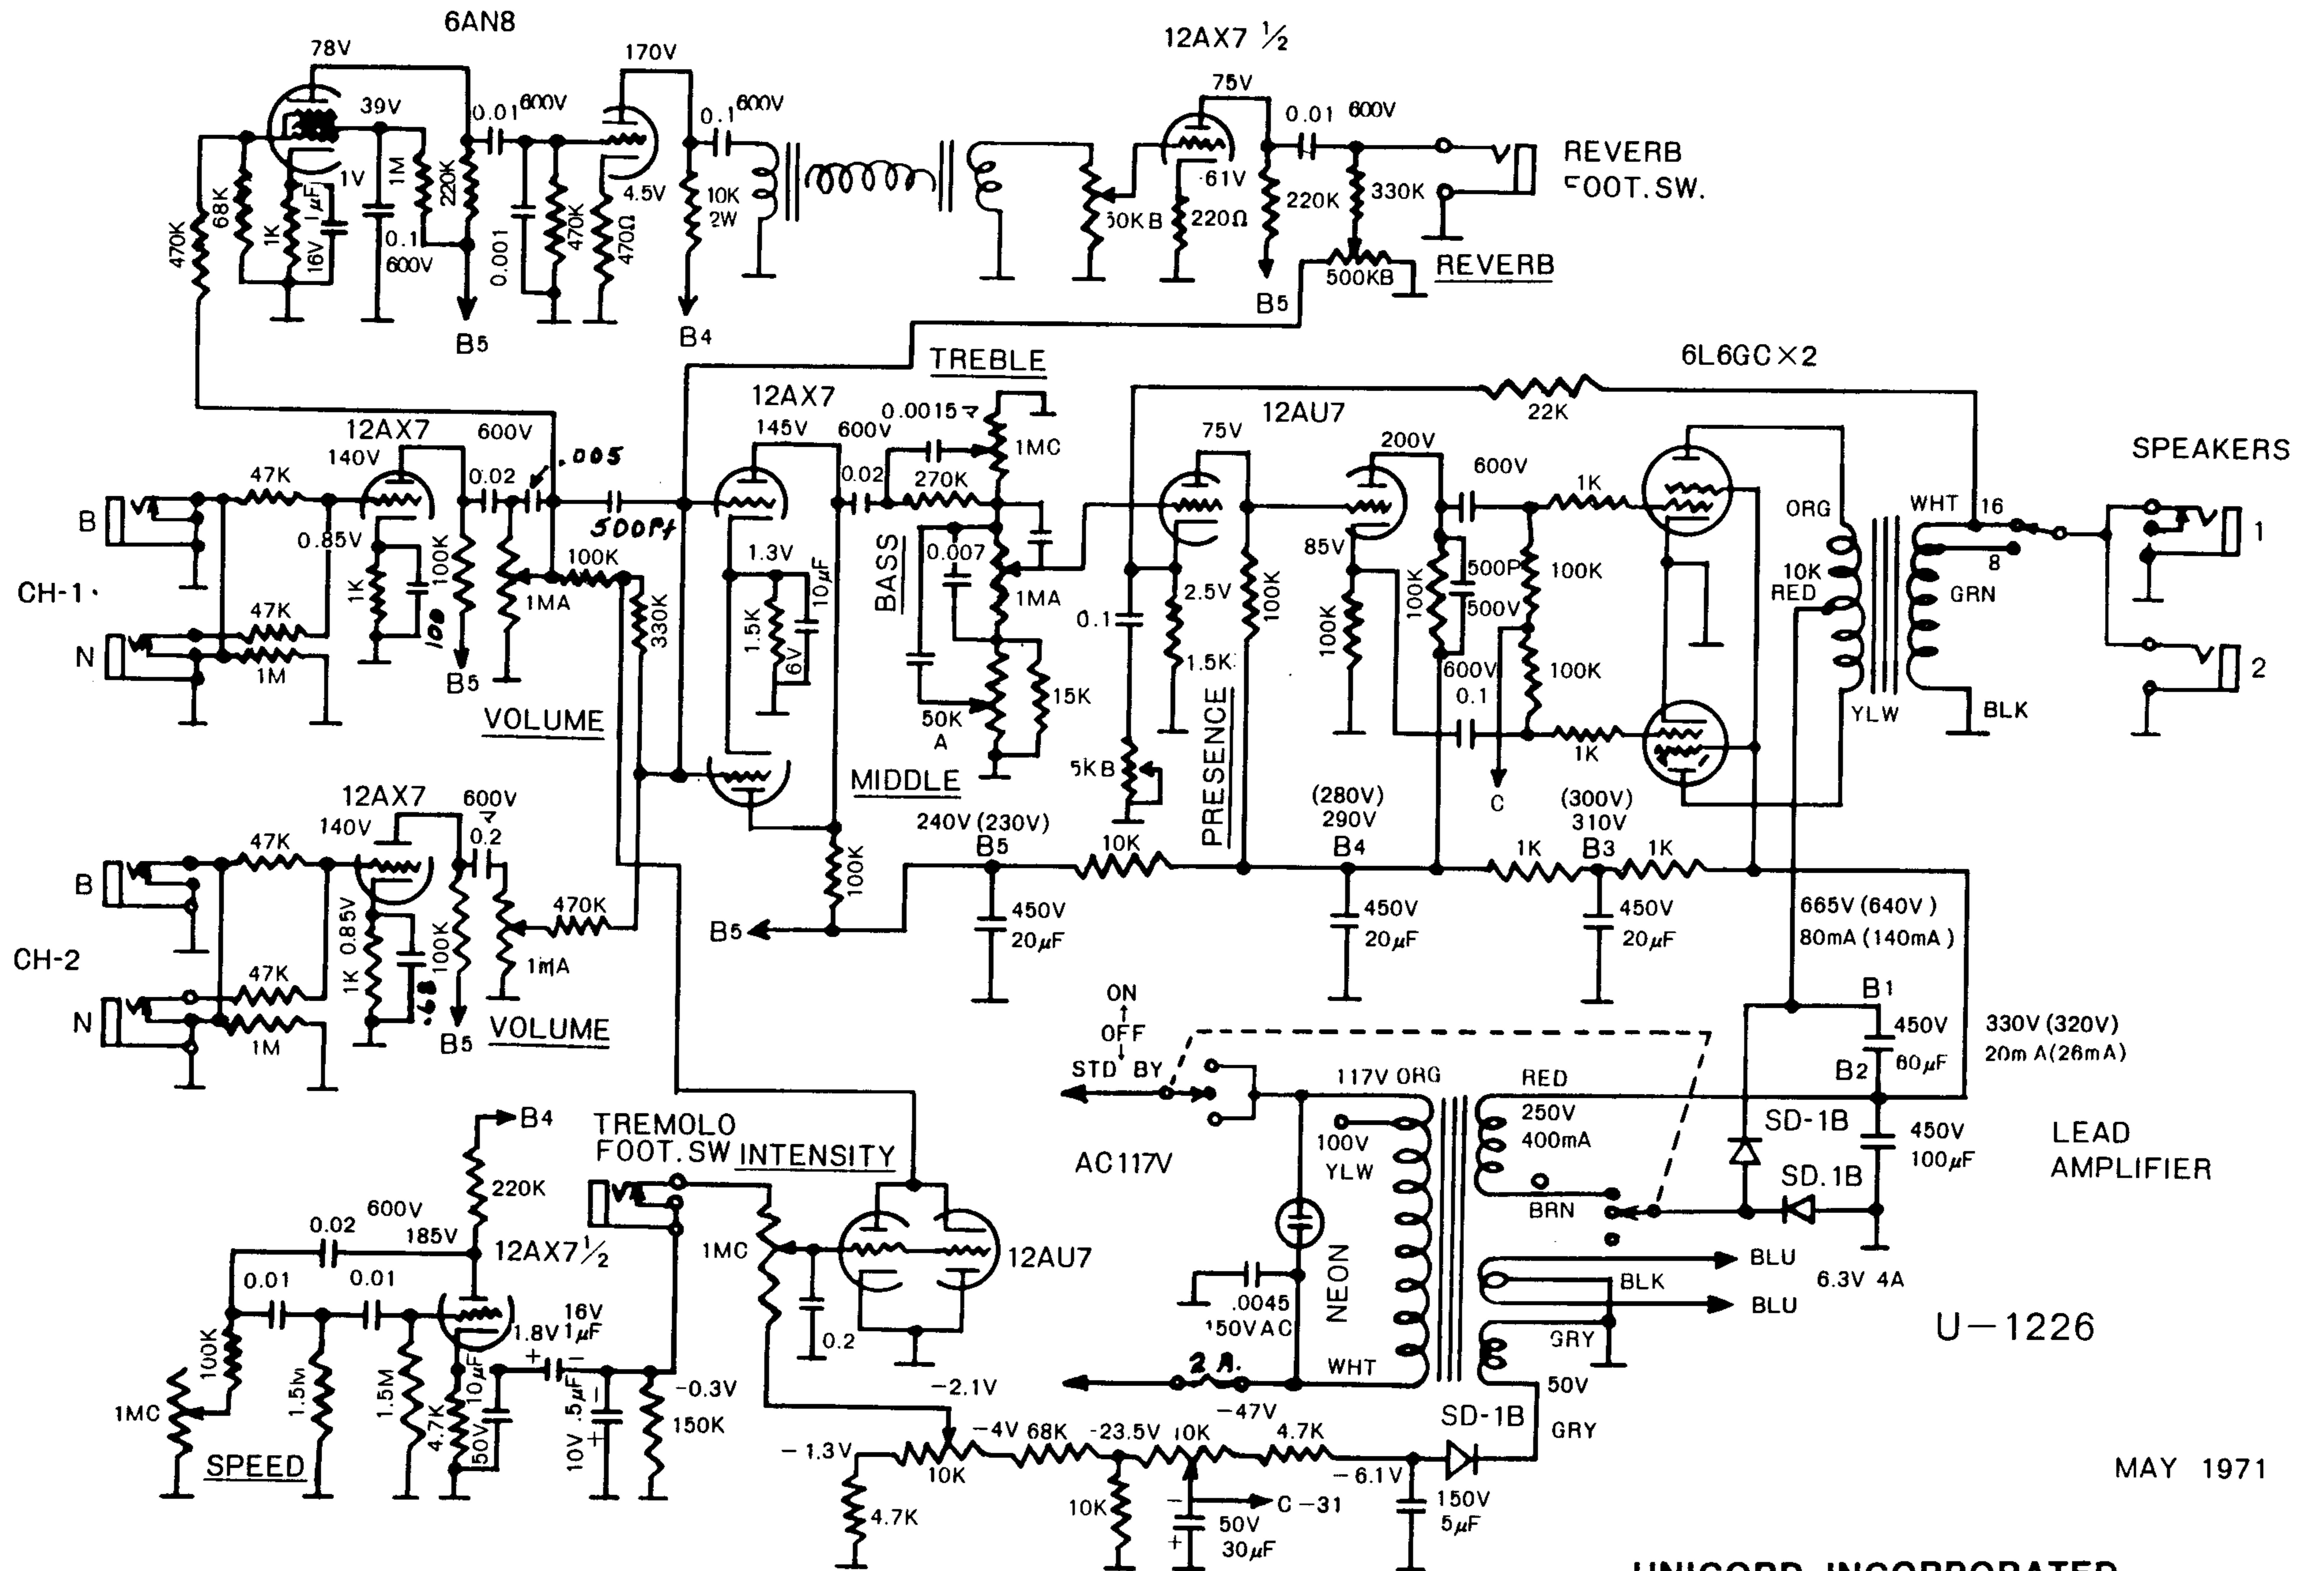 6AN8
12AX7 ½
78V
170V
75V
39V
0.01 600V
0.1 600V
0.01 600V
1V
1M
220K
4.5V
.61V
470K
68K
1K
1μF
16V
0.1
600V
0.001
470K
470Ω
10K
2W
220Ω
220K
330K
500KB
REVERB
FOOT.SW.
REVERB
B5
B4
B5
TREBLE
6L6GC×2
12AX7
12AX7
12AU7
22K
140V
600V
.005
145V
600V
0.0015
1MC
75V
200V
600V
SPEAKERS
47K
0.02
0.02
270K
1K
ORG
WHT
16
B
500Pf
0.85V
1K
100
100K
1MA
100K
330K
1.3V
10μF
1.5K
6V
BASS
0.007
1MA
0.1
2.5V
1.5K
100K
85V
100K
100K
500P
500V
100K
10K
RED
8
GRN
1
CH-1
47K
N
1M
B5
VOLUME
50K
A
15K
MIDDLE
5KB
PRESENCE
600V
0.1
100K
1K
C
YLW
BLK
2
12AX7
600V
140V
0.2
47K
B
0.85V
1K
.68
100K
1mA
470K
CH-2
47K
N
1M
B5
VOLUME
100K
B5
240V (230V)
B5
10K
(280V)
290V
B4
1K
(300V)
310V
B3
1K
450V
20μF
450V
20μF
450V
20μF
665V (640V)
80mA (140mA)
ON
OFF
STD BY
B1
450V
60μF
B2
330V (320V)
20mA (26mA)
117V ORG
RED
250V
400mA
100V
YLW
AC117V
SD-1B
SD.1B
450V
100μF
LEAD
AMPLIFIER
BRN
BLU
BLK
BLU
6.3V 4A
NEON
.0045
150VAC
GRY
WHT
2 A.
50V
GRY
SD-1B
U-1226
B4
TREMOLO
FOOT.SW
INTENSITY
220K
600V
0.02
185V
12AX7½
1MC
12AU7
0.01
0.01
16V
1μF
1.8V
0.2
100K
1.5M
1.5M
4.7K
10μF
50V
.5μF
10V
-0.3V
150K
1MC
SPEED
-2.1V
-47V
-1.3V
10K
-4V
68K
-23.5V
10K
4.7K
-6.1V
4.7K
10K
C-31
50V
30μF
150V
5μF
MAY 1971
UNICORD INCORPORATED